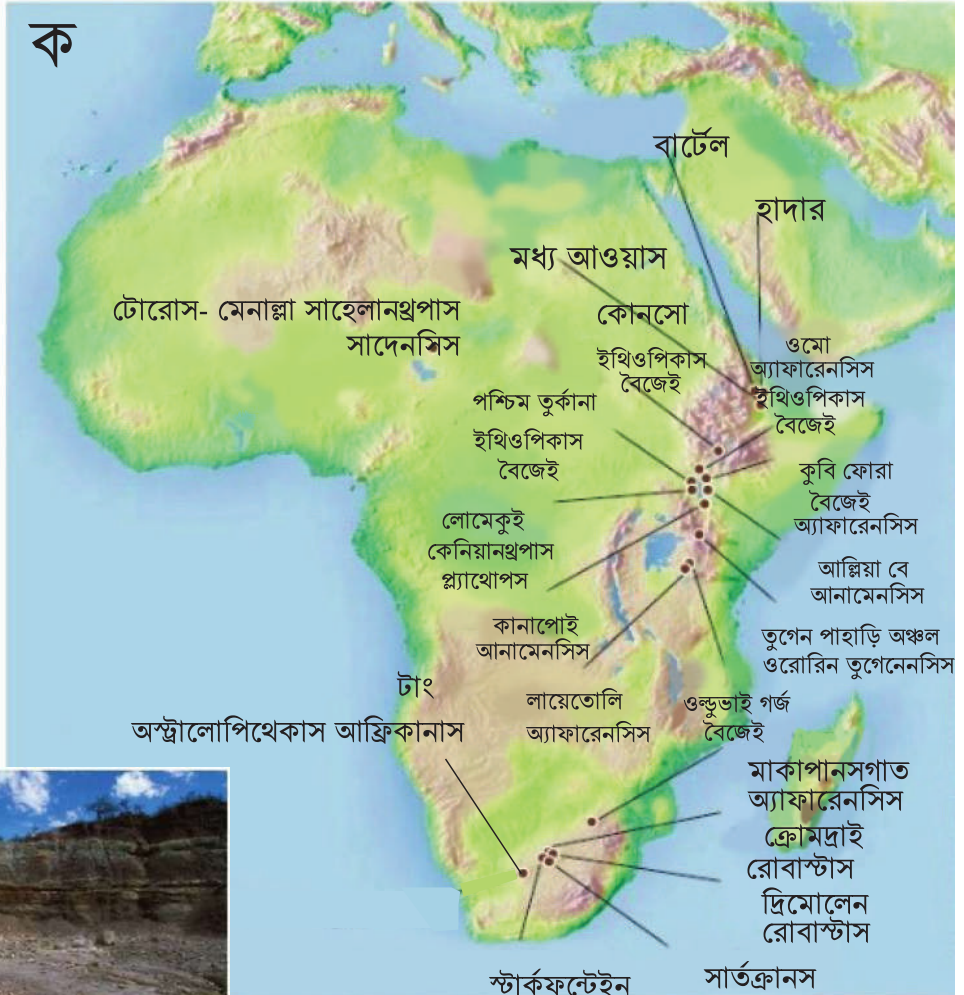 ক
বার্টেল
হাদার
মধ্য আওয়াস
টোরোস- মেনাল্লা সাহেলানথ্রপাস
সাদেনসিস
কোনসো
ইথিওপিকাস
বৈজেই
ওমো
অ্যাফারেনসিস
ইথিওপিকাস
বৈজেই
পশ্চিম তুর্কানা
ইথিওপিকাস
বৈজেই
কুবি ফোরা
বৈজেই
অ্যাফারেনসিস
লোমেকুই
কেনিয়ানথ্রপাস
প্ল্যাথোপস
আল্লিয়া বে
আনামেনসিস
কানাপোই
আনামেনসিস
তুগেন পাহাড়ি অঞ্চল
ওরোরিন তুগেনেনসিস
টাং
অস্ট্রালোপিথেকাস আফ্রিকানাস
লায়েতোলি
অ্যাফারেনসিস
ওল্ডুভাই গর্জ
বৈজেই
মাকাপানসগাত
অ্যাফারেনসিস
ক্রোমদ্রাই
রোবাস্টাস
দ্রিমোলেন
রোবাস্টাস
স্টার্কফন্টেইন
সার্তক্রানস